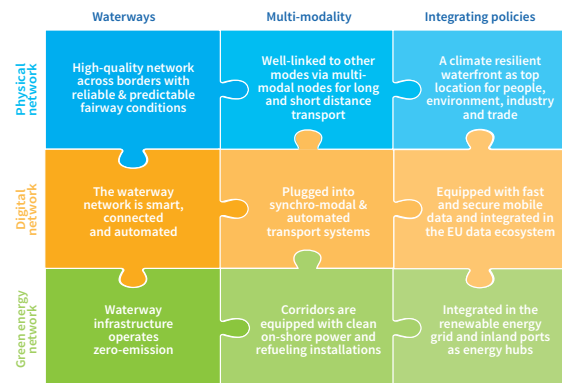 Waterways
Multi-modality
Integrating policies
Physical
network
High-quality network
across borders with
reliable & predictable
fairway conditions
Well-linked to other
modes via multi-
modal nodes for long
and short distance
transport
A climate resilient
waterfront as top
location for people,
environment, industry
and trade
Digital
network
The waterway
network is smart,
connected
and automated
Plugged into
synchro-modal &
automated
transport systems
Equipped with fast
and secure mobile
data and integrated in
the EU data ecosystem
Green energy
network
Waterway
infrastructure
operates
zero-emission
Corridors are
equipped with clean
on-shore power and
refueling installations
Integrated in the
renewable energy
grid and inland ports
as energy hubs